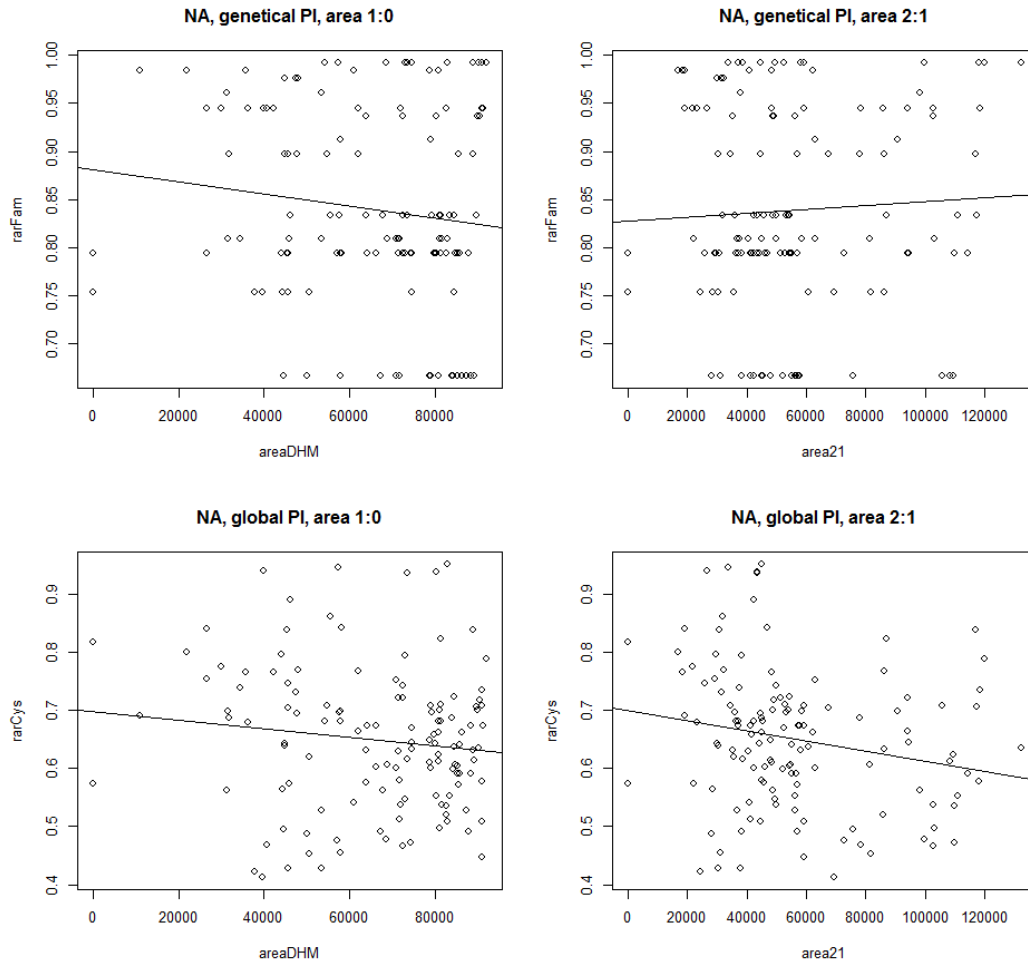 NA, genetical PI, area 1:0
rarFam
1.00
0.95
0.90
0.85
0.80
0.75
0.70
0 20000 40000 60000 80000
areaDHM
NA, genetical PI, area 2:1
rarFam
1.00
0.95
0.90
0.85
0.80
0.75
0.70
0 20000 40000 60000 80000 100000 120000
area21
NA, global PI, area 1:0
rarCys
0.9
0.8
0.7
0.6
0.5
0.4
0 20000 40000 60000 80000
areaDHM
NA, global PI, area 2:1
rarCys
0.9
0.8
0.7
0.6
0.5
0.4
0 20000 40000 60000 80000 100000 120000
area21